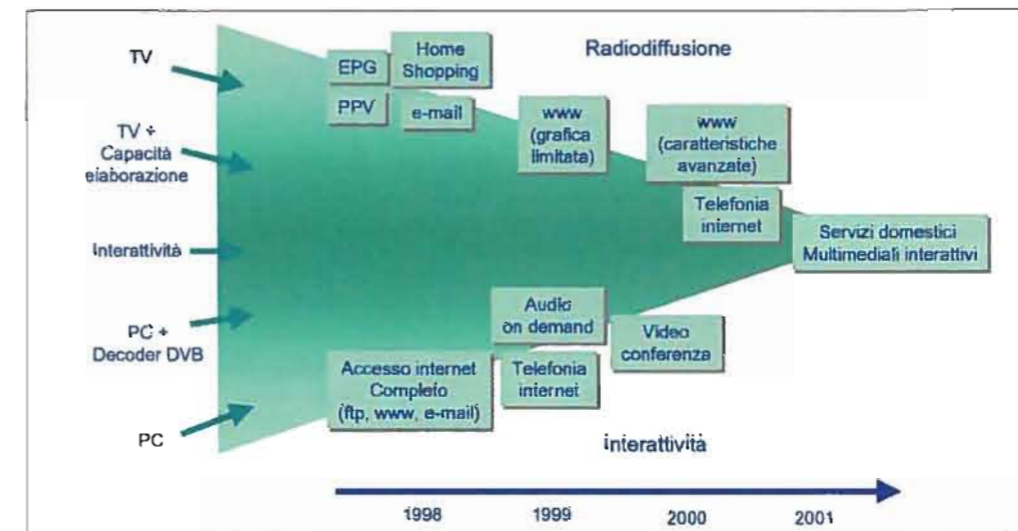 TV
TV +
Capacità
elaborazione
Interattività
PC +
Decoder DVB
PC
EPG
Home
Shopping
PPV
e-mail
Radiodiffusione
www
(grafica
limitata)
www
(caratteristiche
avanzate)
Telefonia
internet
Servizi domestici
Multimediali interattivi
Audio
on demand
Video
conferenza
Accesso internet
Completo
(ftp, www, e-mail)
Telefonia
internet
interattività
1998
1999
2000
2001